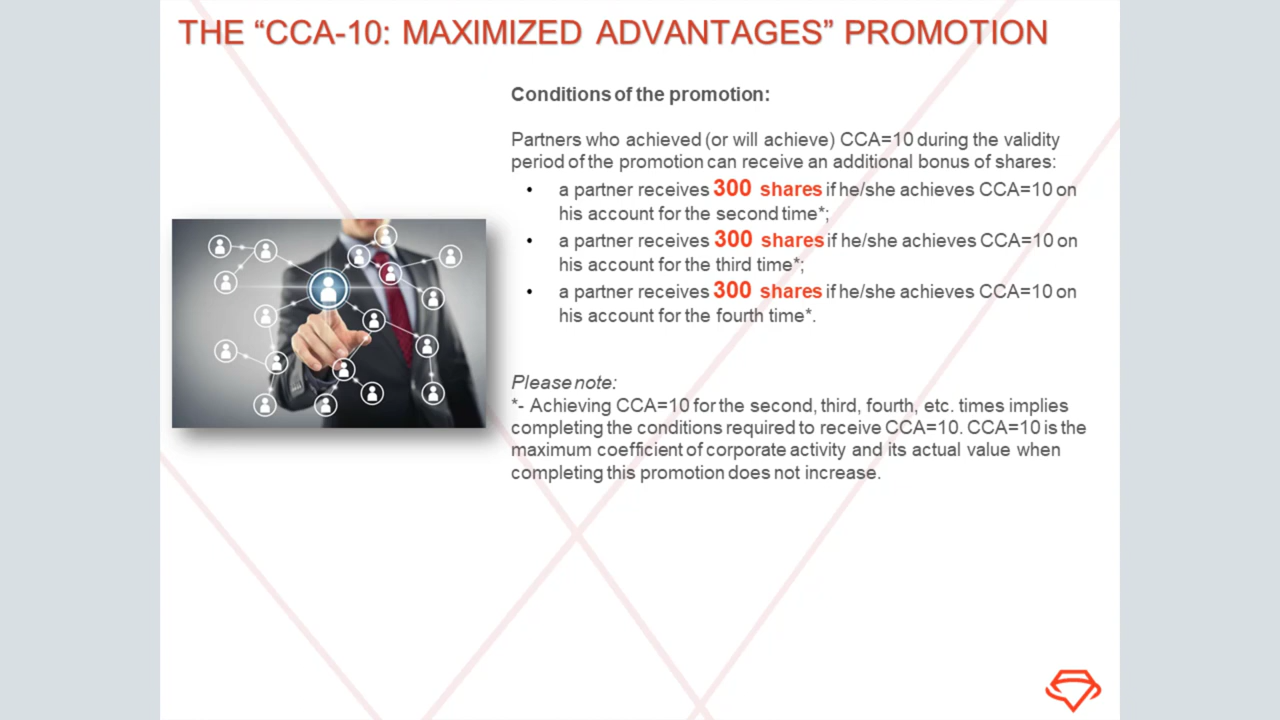 THE “CCA-10: MAXIMIZED ADVANTAGES” PROMOTION
Conditions of the promotion:
Partners who achieved (or will achieve) CCA=10 during the validity
period of the promotion can receive an additional bonus of shares:
• a partner receives 300 shares if he/she achieves CCA=10 on
his account for the second time*;
• a partner receives 300 shares if he/she achieves CCA=10 on
his account for the third time*;
• a partner receives 300 shares if he/she achieves CCA=10 on
his account for the fourth time*.
Please note:
*- Achieving CCA=10 for the second, third, fourth, etc. times implies
completing the conditions required to receive CCA=10. CCA=10 is the
maximum coefficient of corporate activity and its actual value when
completing this promotion does not increase.